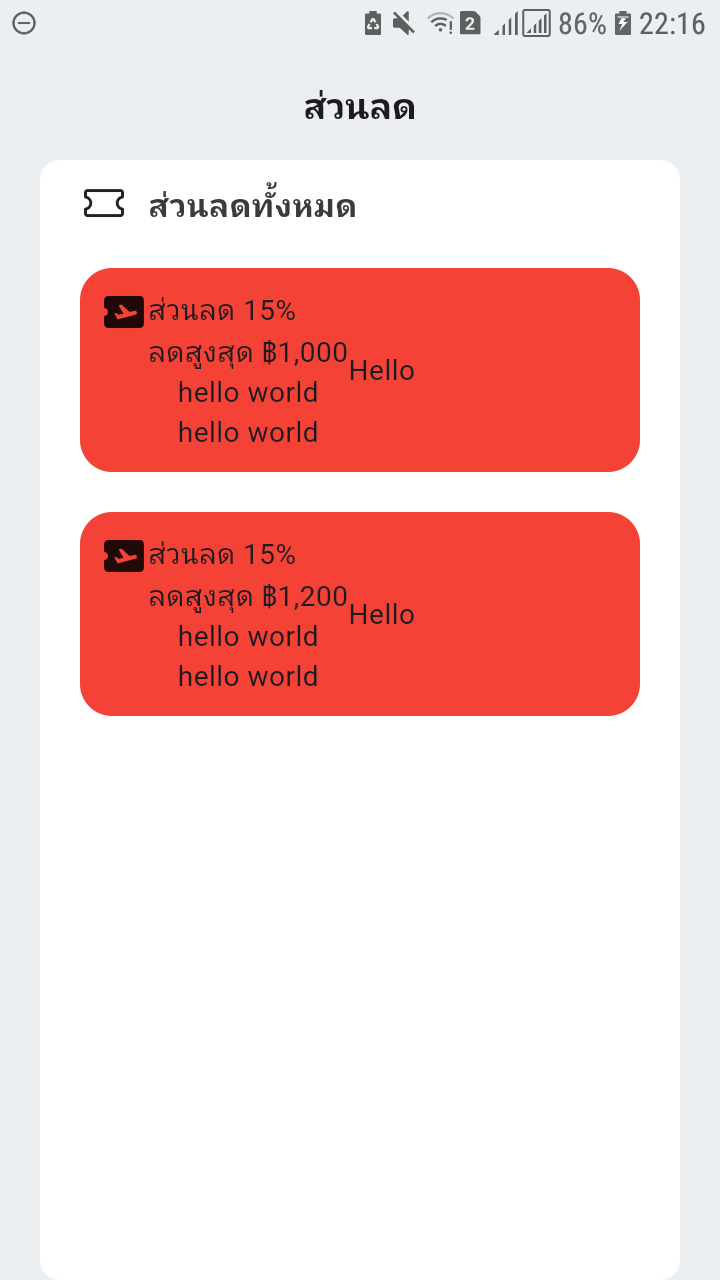 86% 22:16
ส่วนลด
ส่วนลดทั้งหมด
ส่วนลด 15%
ลดสูงสุด ฿1,000
Hello
hello world
hello world
ส่วนลด 15%
ลดสูงสุด ฿1,200
Hello
hello world
hello world